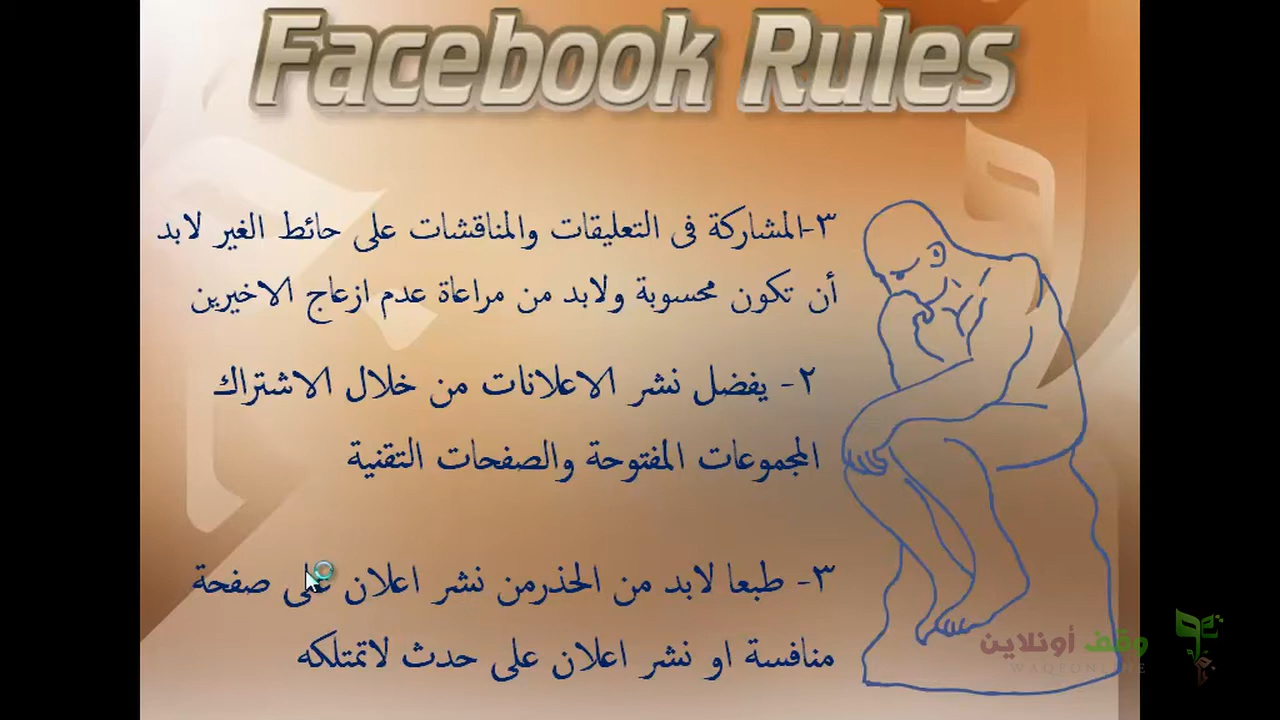 Facebook Rules
٣-المشاركة فى التعليقات والمناقشات على حائط الغير لابد
أن تكون محسوبة ولابد من مراعاة عدم ازعاج الاخيرين
٢- يفضل نشر الاعلانات من خلال الاشتراك
المجموعات المفتوحة والصفحات التقنية
٣- طبعا لابد من الحذرمن نشر اعلان على صفحة
منافسة او نشر اعلان على حدث لاتمتلكه
وقف أونلاين
WAQFONLINE